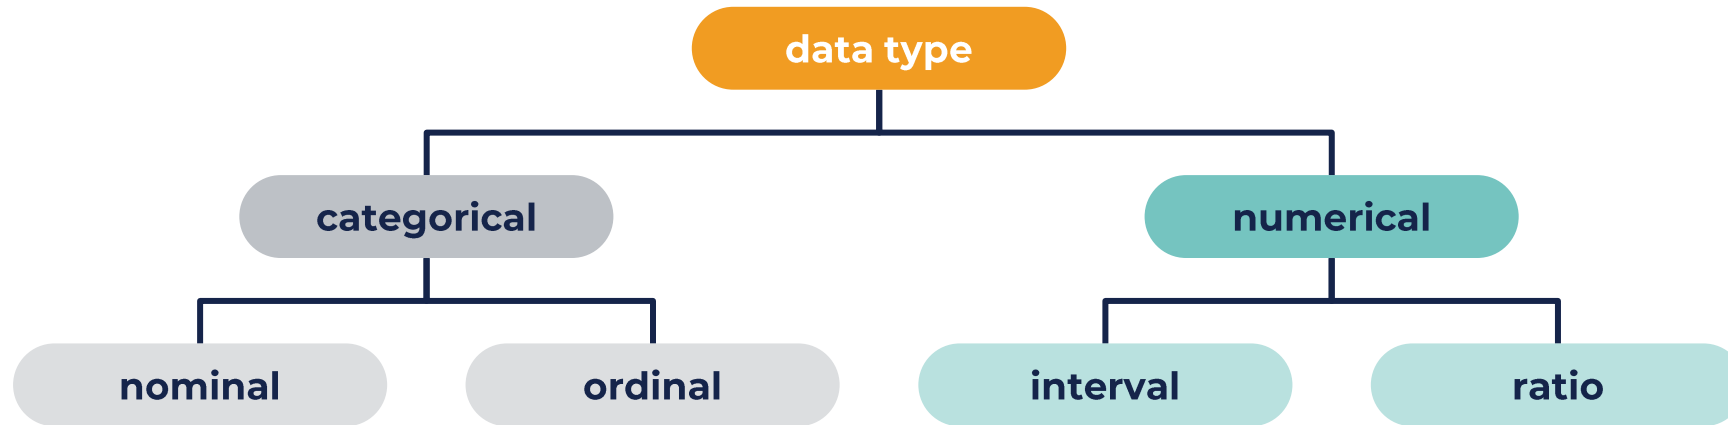 data type
categorical
numerical
nominal
ordinal
interval
ratio